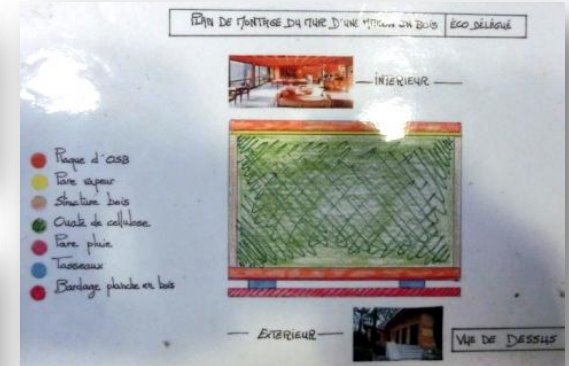 PLAN DE MONTAGE DU MUR D'UNE MAISON EN BOIS
ÉCO DÉLÉGUÉ
INTERIEUR
Plaque d'OSB
Pare vapeur
Structure bois
Ouate de cellulose
Pare pluie
Tasseaux
Bardage planche en bois
EXTERIEUR
VUE DE DESSUS